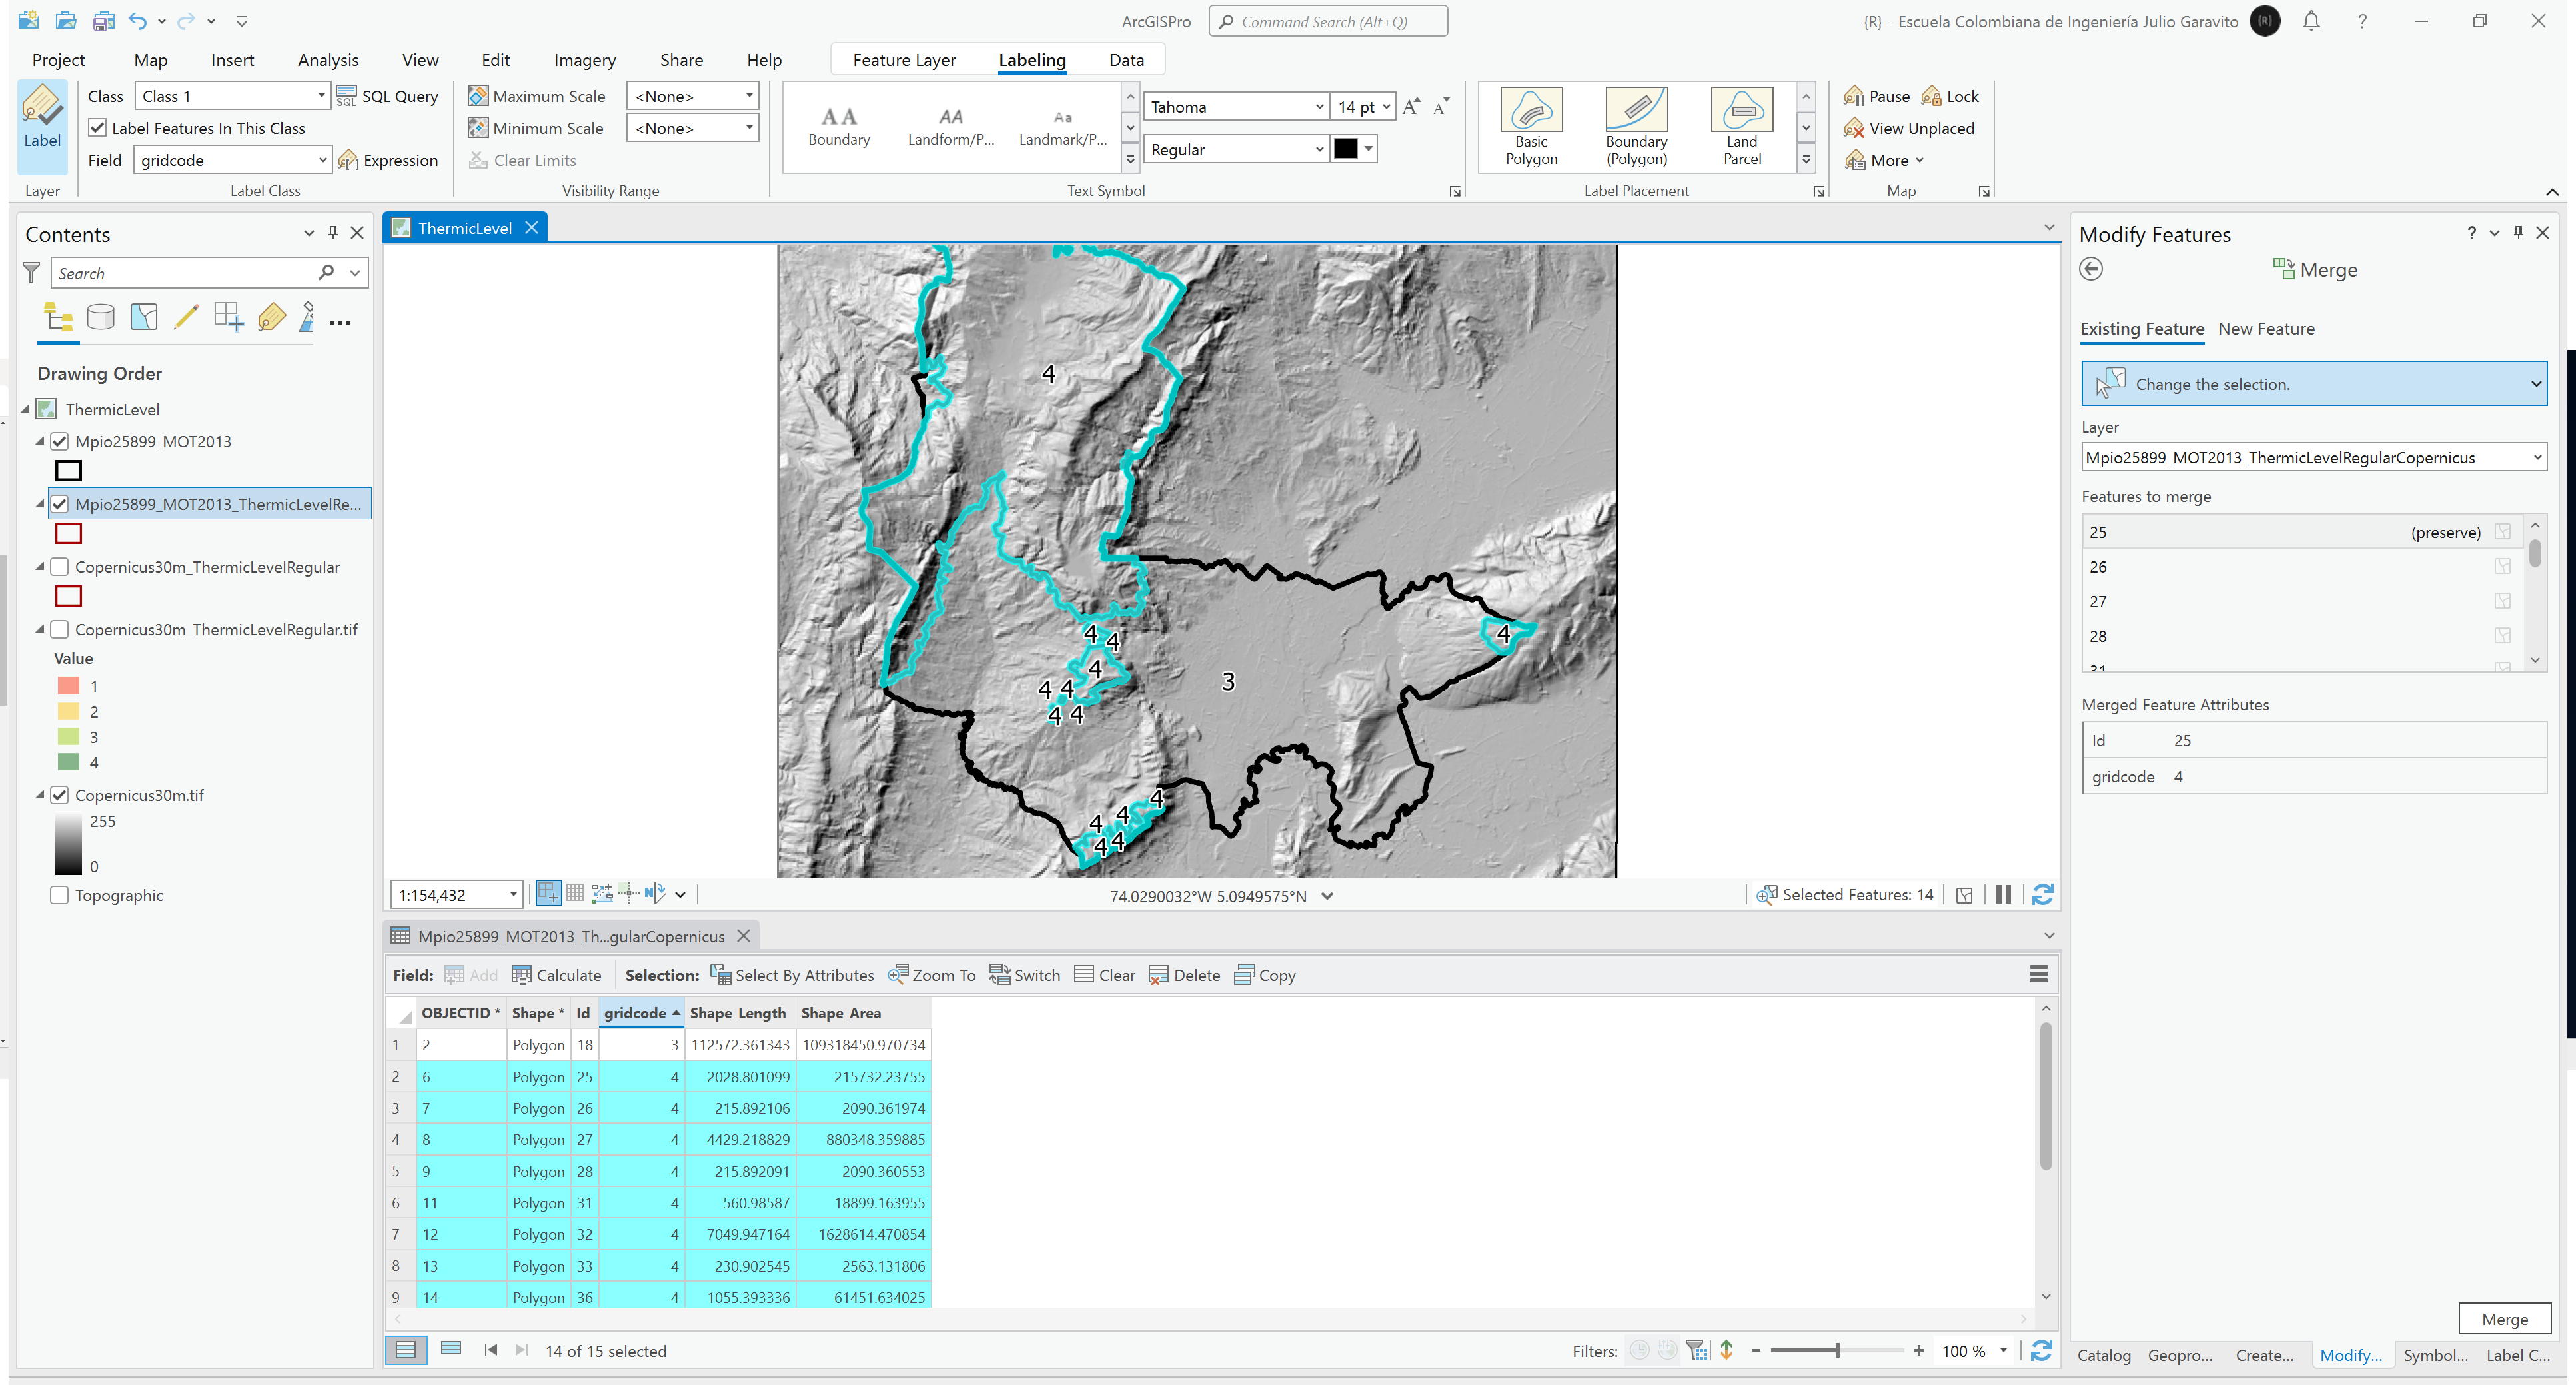 ArcGISPro
Command Search (Alt+Q)
{R} - Escuela Colombiana de Ingeniería Julio Garavito
{R}
Project Map Insert Analysis View Edit Imagery Share Help Feature Layer Labeling Data
Label
Layer
Class Class 1 SQL Query
Label Features In This Class
Field gridcode Expression
Label Class
Maximum Scale <None>
Minimum Scale <None>
Clear Limits
Visibility Range
AA Boundary
AA Landform/P...
Aa Landmark/P...
Tahoma 14 pt
Regular
Text Symbol
Basic Polygon
Boundary (Polygon)
Land Parcel
Label Placement
Pause Lock
View Unplaced
More
Map
Contents
Search
Drawing Order
ThermicLevel
Mpio25899_MOT2013
Mpio25899_MOT2013_ThermicLevelRe...
Copernicus30m_ThermicLevelRegular
Copernicus30m_ThermicLevelRegular.tif
Value
1
2
3
4
Copernicus30m.tif
255
0
Topographic
ThermicLevel
4
4
4
4
4
4
4
4
4
3
4
4
4
4
4
1:154,432
74.0290032°W 5.0949575°N
Selected Features: 14
Mpio25899_MOT2013_Th...gularCopernicus
Field: Add Calculate Selection: Select By Attributes Zoom To Switch Clear Delete Copy
OBJECTID * Shape * Id gridcode Shape_Length Shape_Area
1 2 Polygon 18 3 112572.361343 109318450.970734
2 6 Polygon 25 4 2028.801099 215732.23755
3 7 Polygon 26 4 215.892106 2090.361974
4 8 Polygon 27 4 4429.218829 880348.359885
5 9 Polygon 28 4 215.892091 2090.360553
6 11 Polygon 31 4 560.98587 18899.163955
7 12 Polygon 32 4 7049.947164 1628614.470854
8 13 Polygon 33 4 230.902545 2563.131806
9 14 Polygon 36 4 1055.393336 61451.634025
14 of 15 selected
Filters:
100 %
Modify Features
Merge
Existing Feature New Feature
Change the selection.
Layer
Mpio25899_MOT2013_ThermicLevelRegularCopernicus
Features to merge
25 (preserve)
26
27
28
31
Merged Feature Attributes
Id 25
gridcode 4
Merge
Catalog Geopro... Create... Modify... Symbol... Label C...